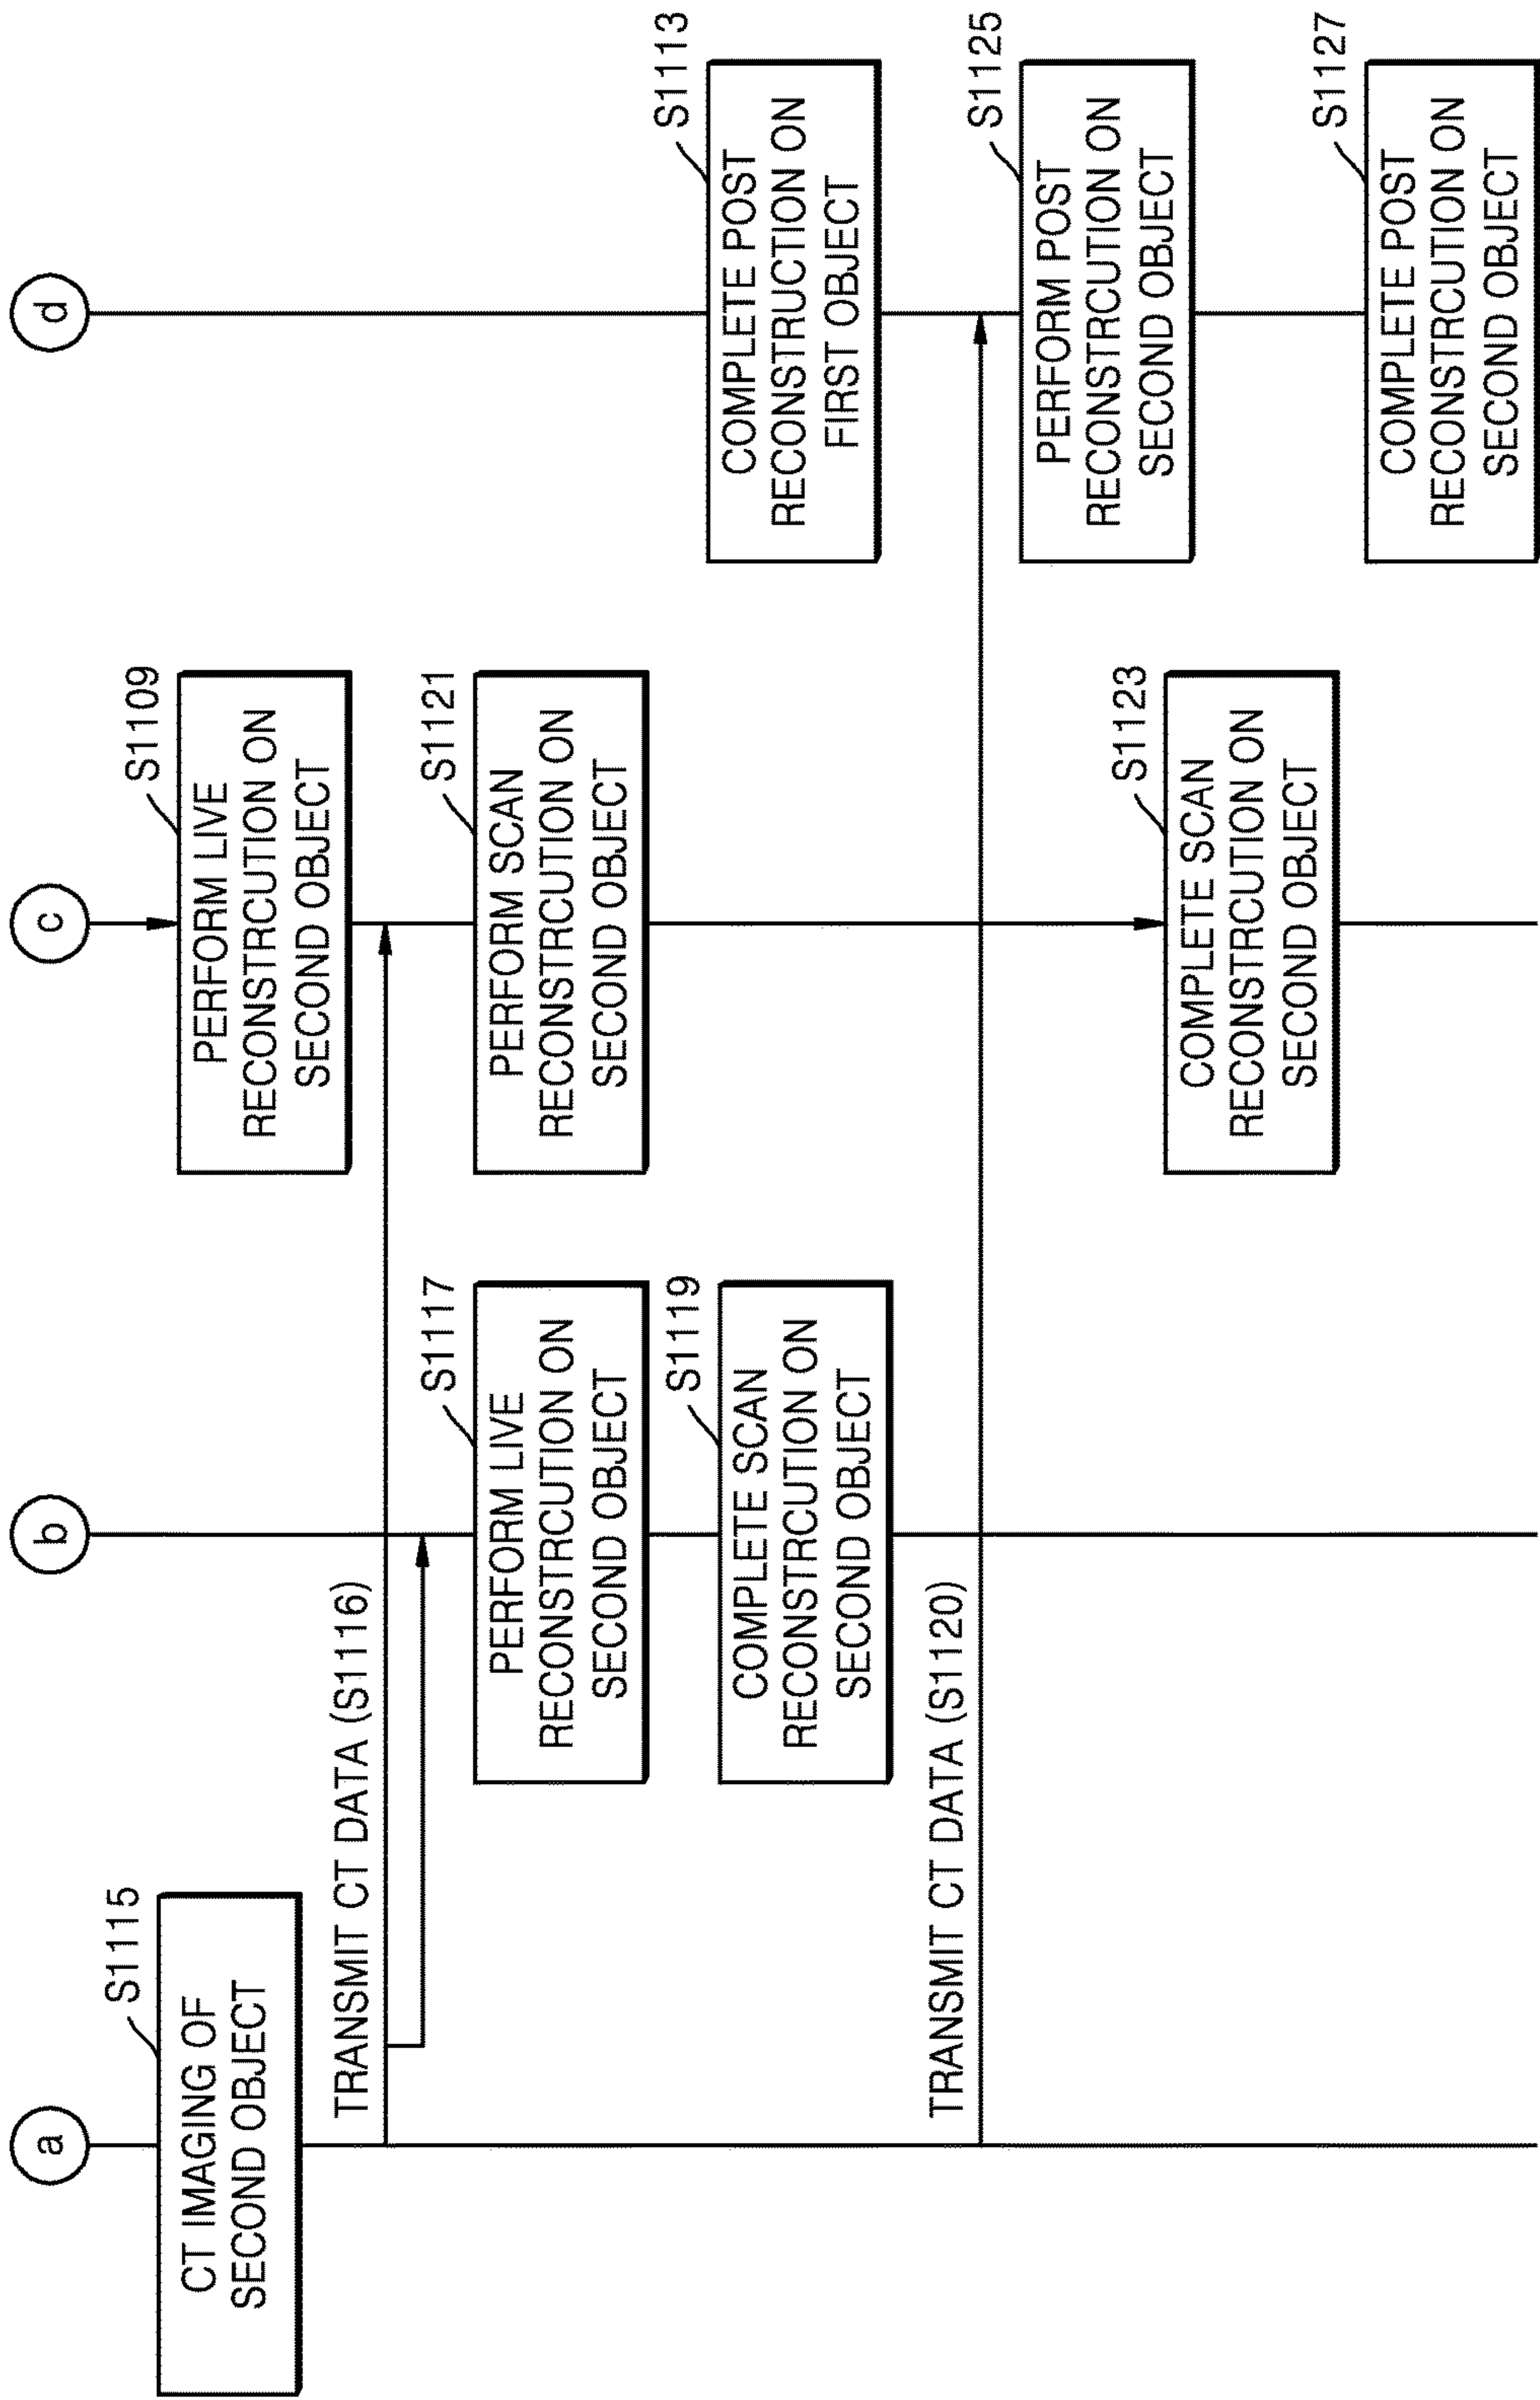 a
b
c
d
S1115
CT IMAGING OF
SECOND OBJECT
S1109
PERFORM LIVE
RECONSTRCUTION ON
SECOND OBJECT
TRANSMIT CT DATA (S1116)
S1117
PERFORM LIVE
RECONSTRCUTION ON
SECOND OBJECT
S1121
PERFORM SCAN
RECONSTRCUTION ON
SECOND OBJECT
S1119
COMPLETE SCAN
RECONSTRCUTION ON
SECOND OBJECT
S1113
COMPLETE POST
RECONSTRUCTION ON
FIRST OBJECT
TRANSMIT CT DATA (S1120)
S1125
PERFORM POST
RECONSTRCUTION ON
SECOND OBJECT
S1123
COMPLETE SCAN
RECONSTRCUTION ON
SECOND OBJECT
S1127
COMPLETE POST
RECONSTRCUTION ON
SECOND OBJECT